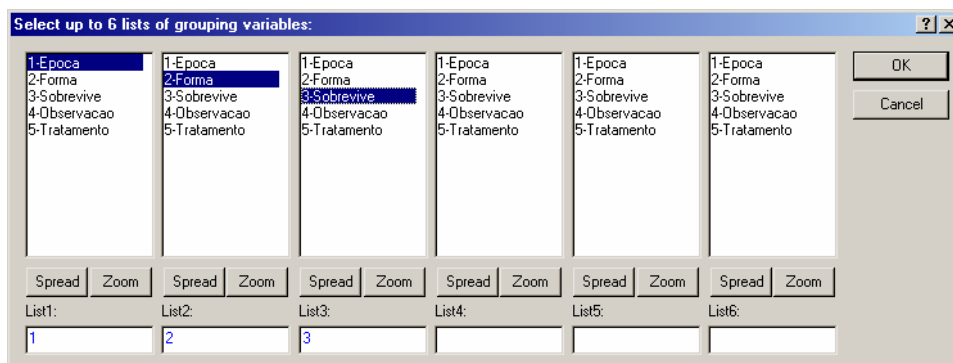 Select up to 6 lists of grouping variables:
1-Epoca
2-Forma
3-Sobrevive
4-Observacao
5-Tratamento
1-Epoca
2-Forma
3-Sobrevive
4-Observacao
5-Tratamento
1-Epoca
2-Forma
3-Sobrevive
4-Observacao
5-Tratamento
1-Epoca
2-Forma
3-Sobrevive
4-Observacao
5-Tratamento
1-Epoca
2-Forma
3-Sobrevive
4-Observacao
5-Tratamento
1-Epoca
2-Forma
3-Sobrevive
4-Observacao
5-Tratamento
OK
Cancel
Spread Zoom Spread Zoom Spread Zoom Spread Zoom Spread Zoom Spread Zoom
List1: List2: List3: List4: List5: List6:
1 2 3